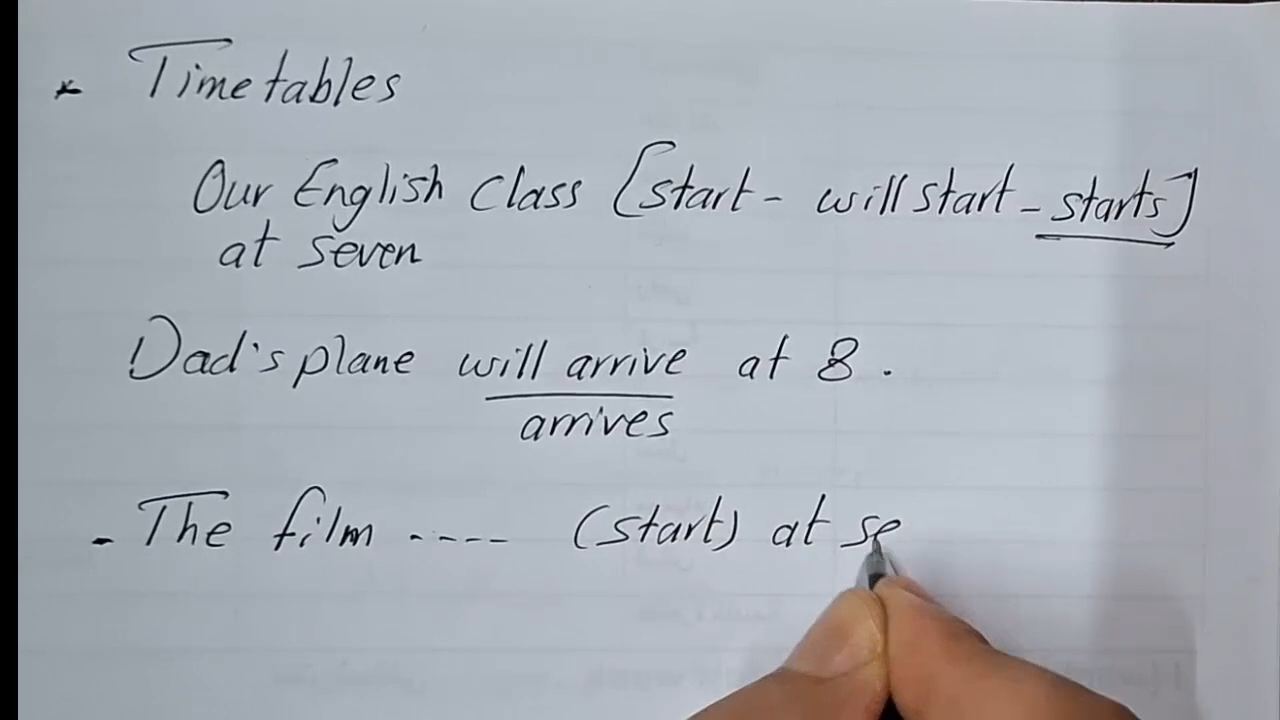 * Timetables
Our English Class [start - will start - starts]
at seven
Dad's plane will arrive at 8.
arrives
- The film .---- (start) at se